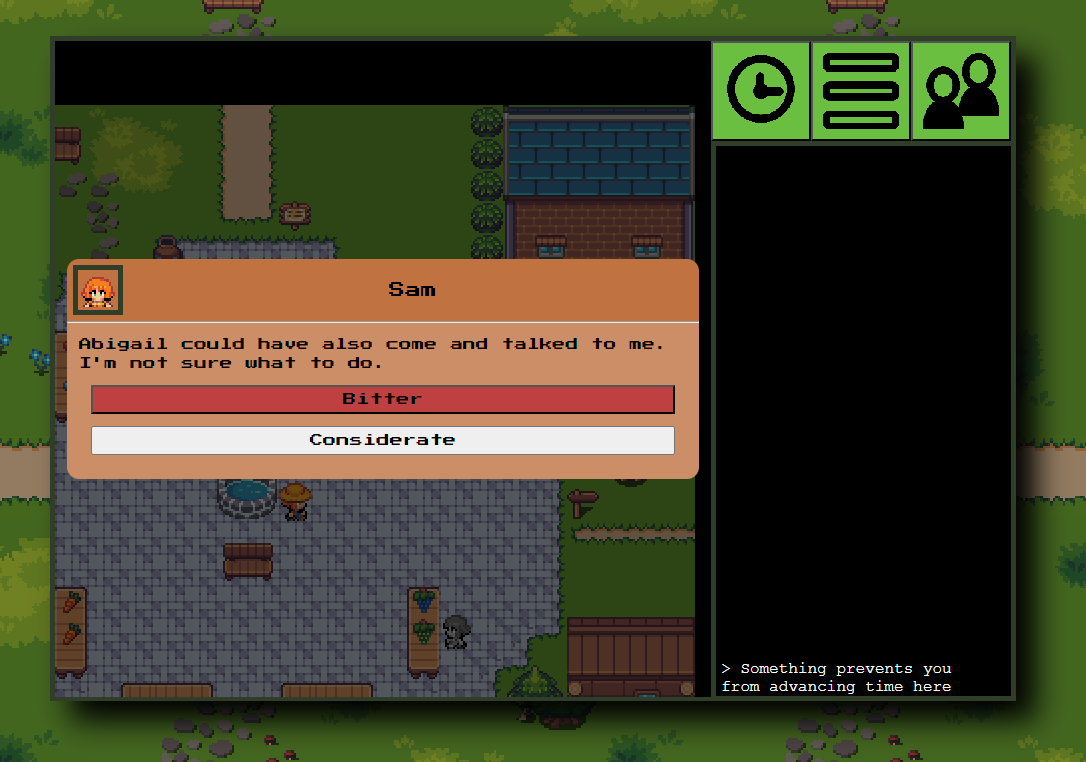 Sam
Abigail could have also come and talked to me.
I'm not sure what to do.
Bitter
Considerate
> Something prevents you
from advancing time here